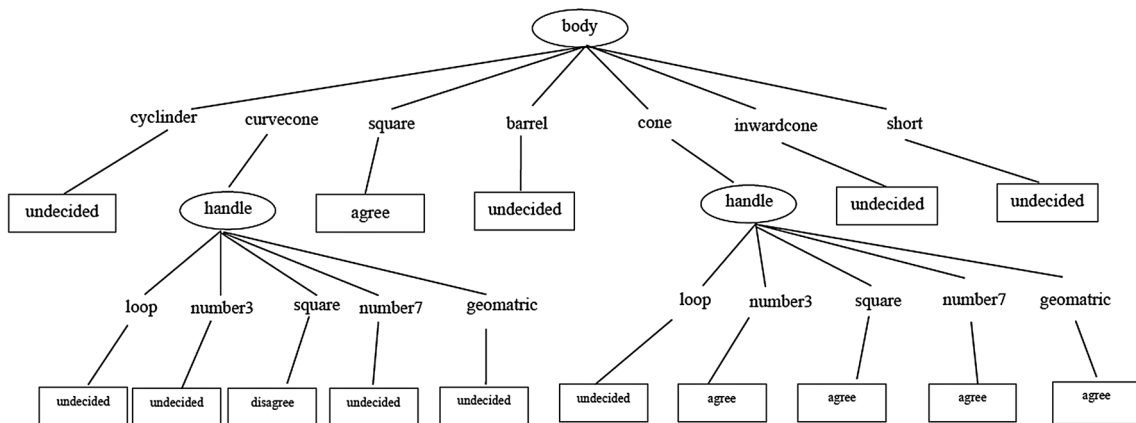 body
cyclinder curvecone square barrel cone inwardcone short
undecided handle agree undecided handle undecided undecided
loop number3 square number7 geomatric loop number3 square number7 geomatric
undecided undecided disagree undecided undecided undecided agree agree agree agree